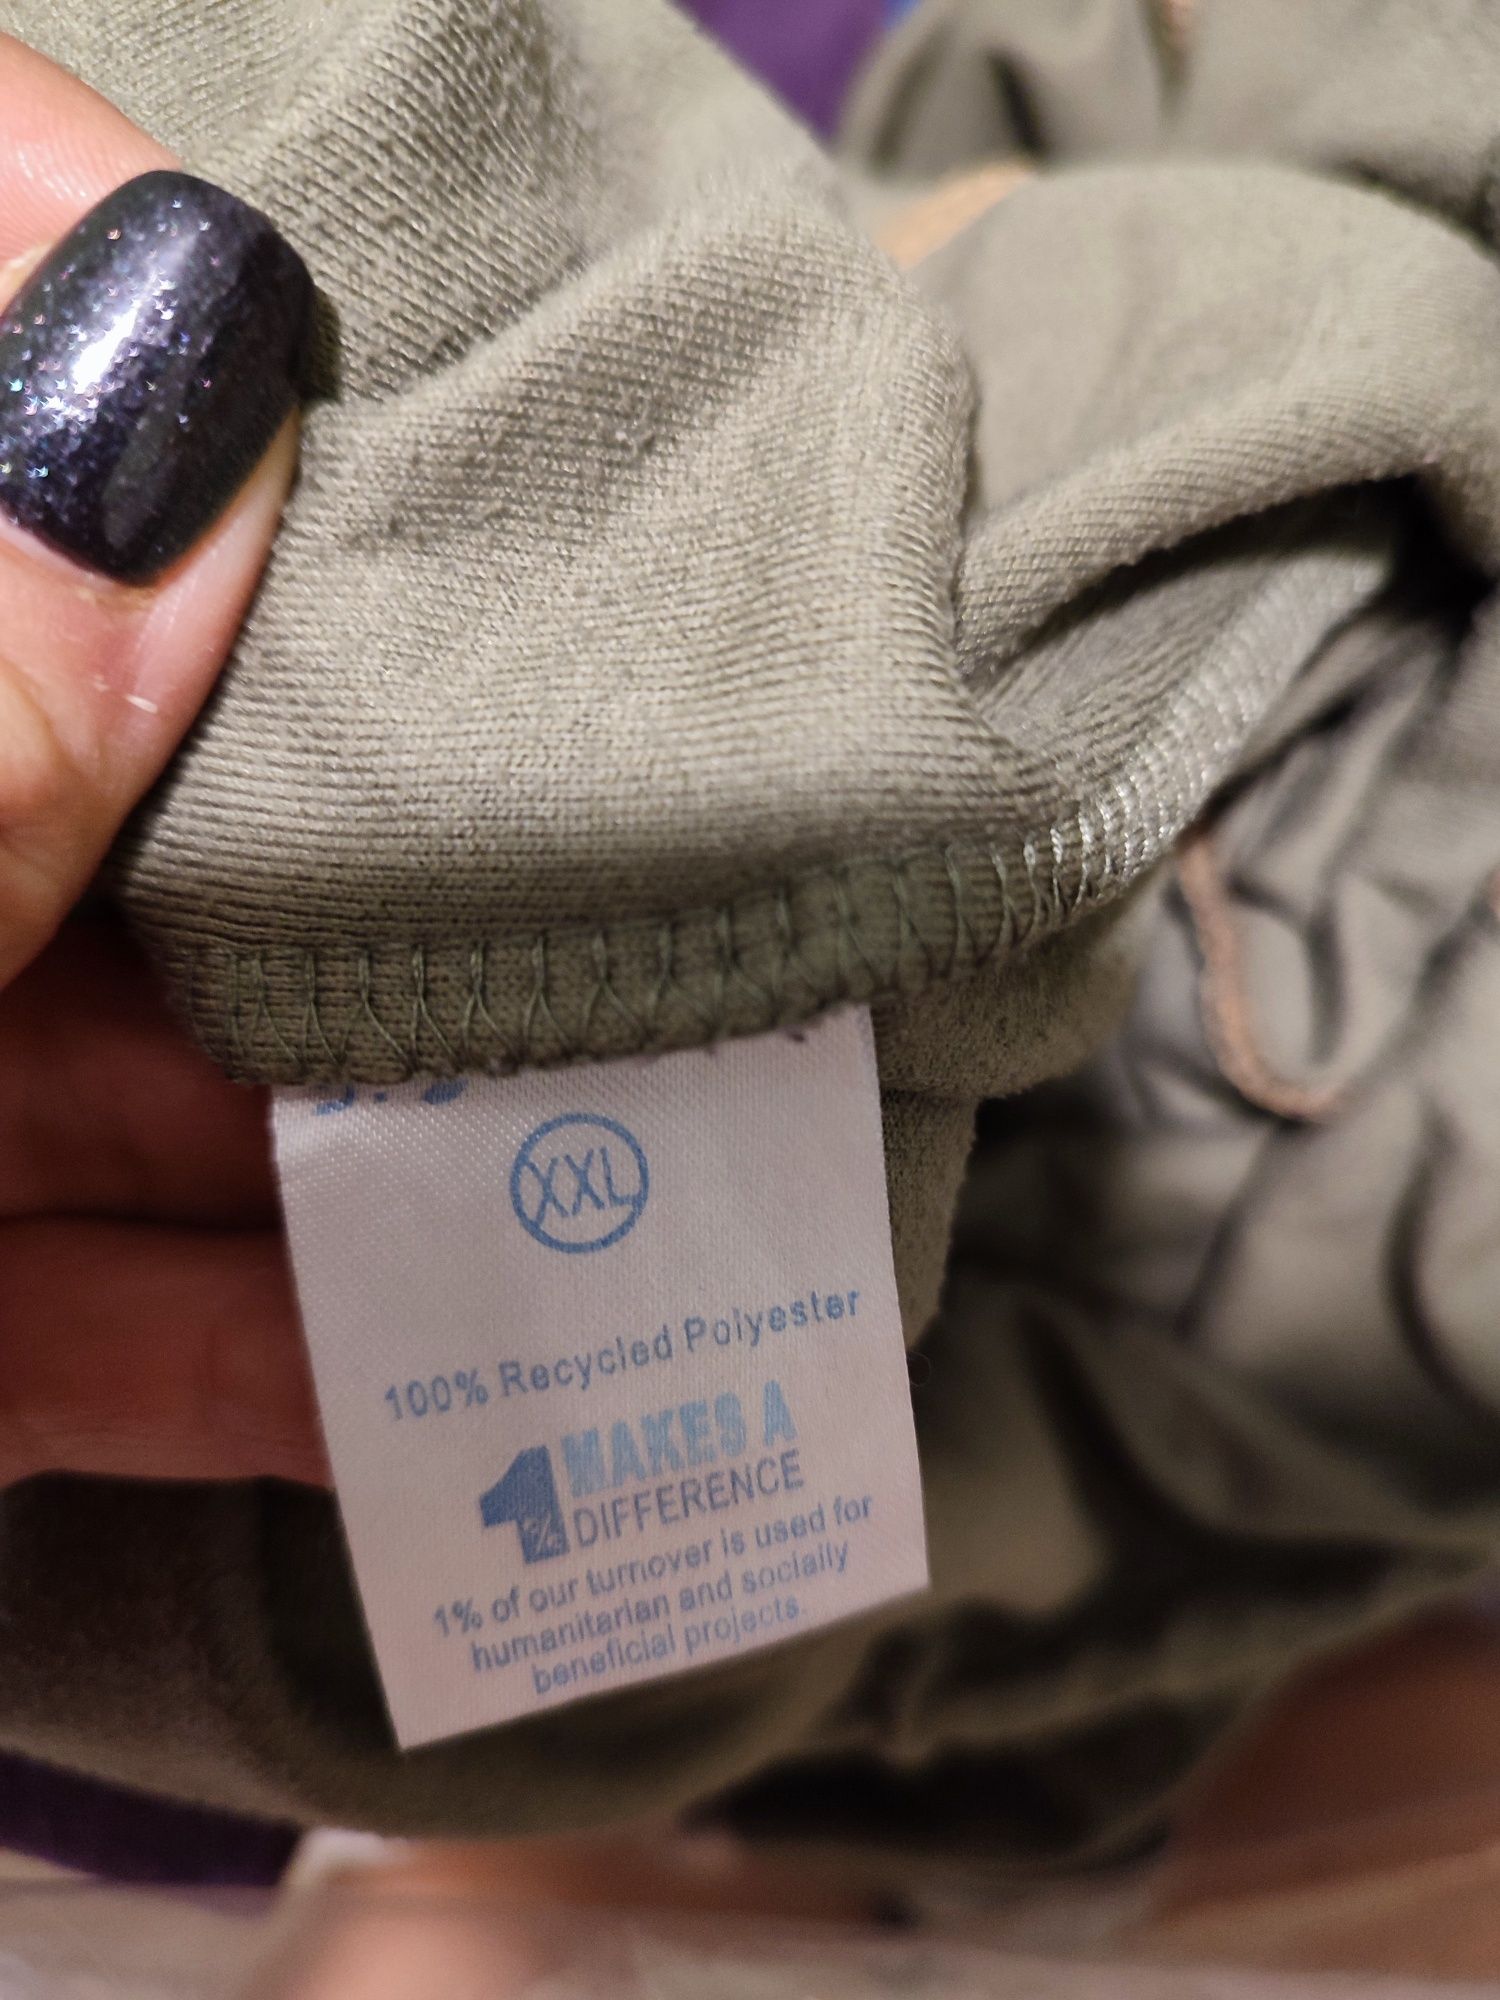 XXL
100% Recycled Polyester
1% MAKES A
DIFFERENCE
1% of our turnover is used for
humanitarian and socially
beneficial projects.